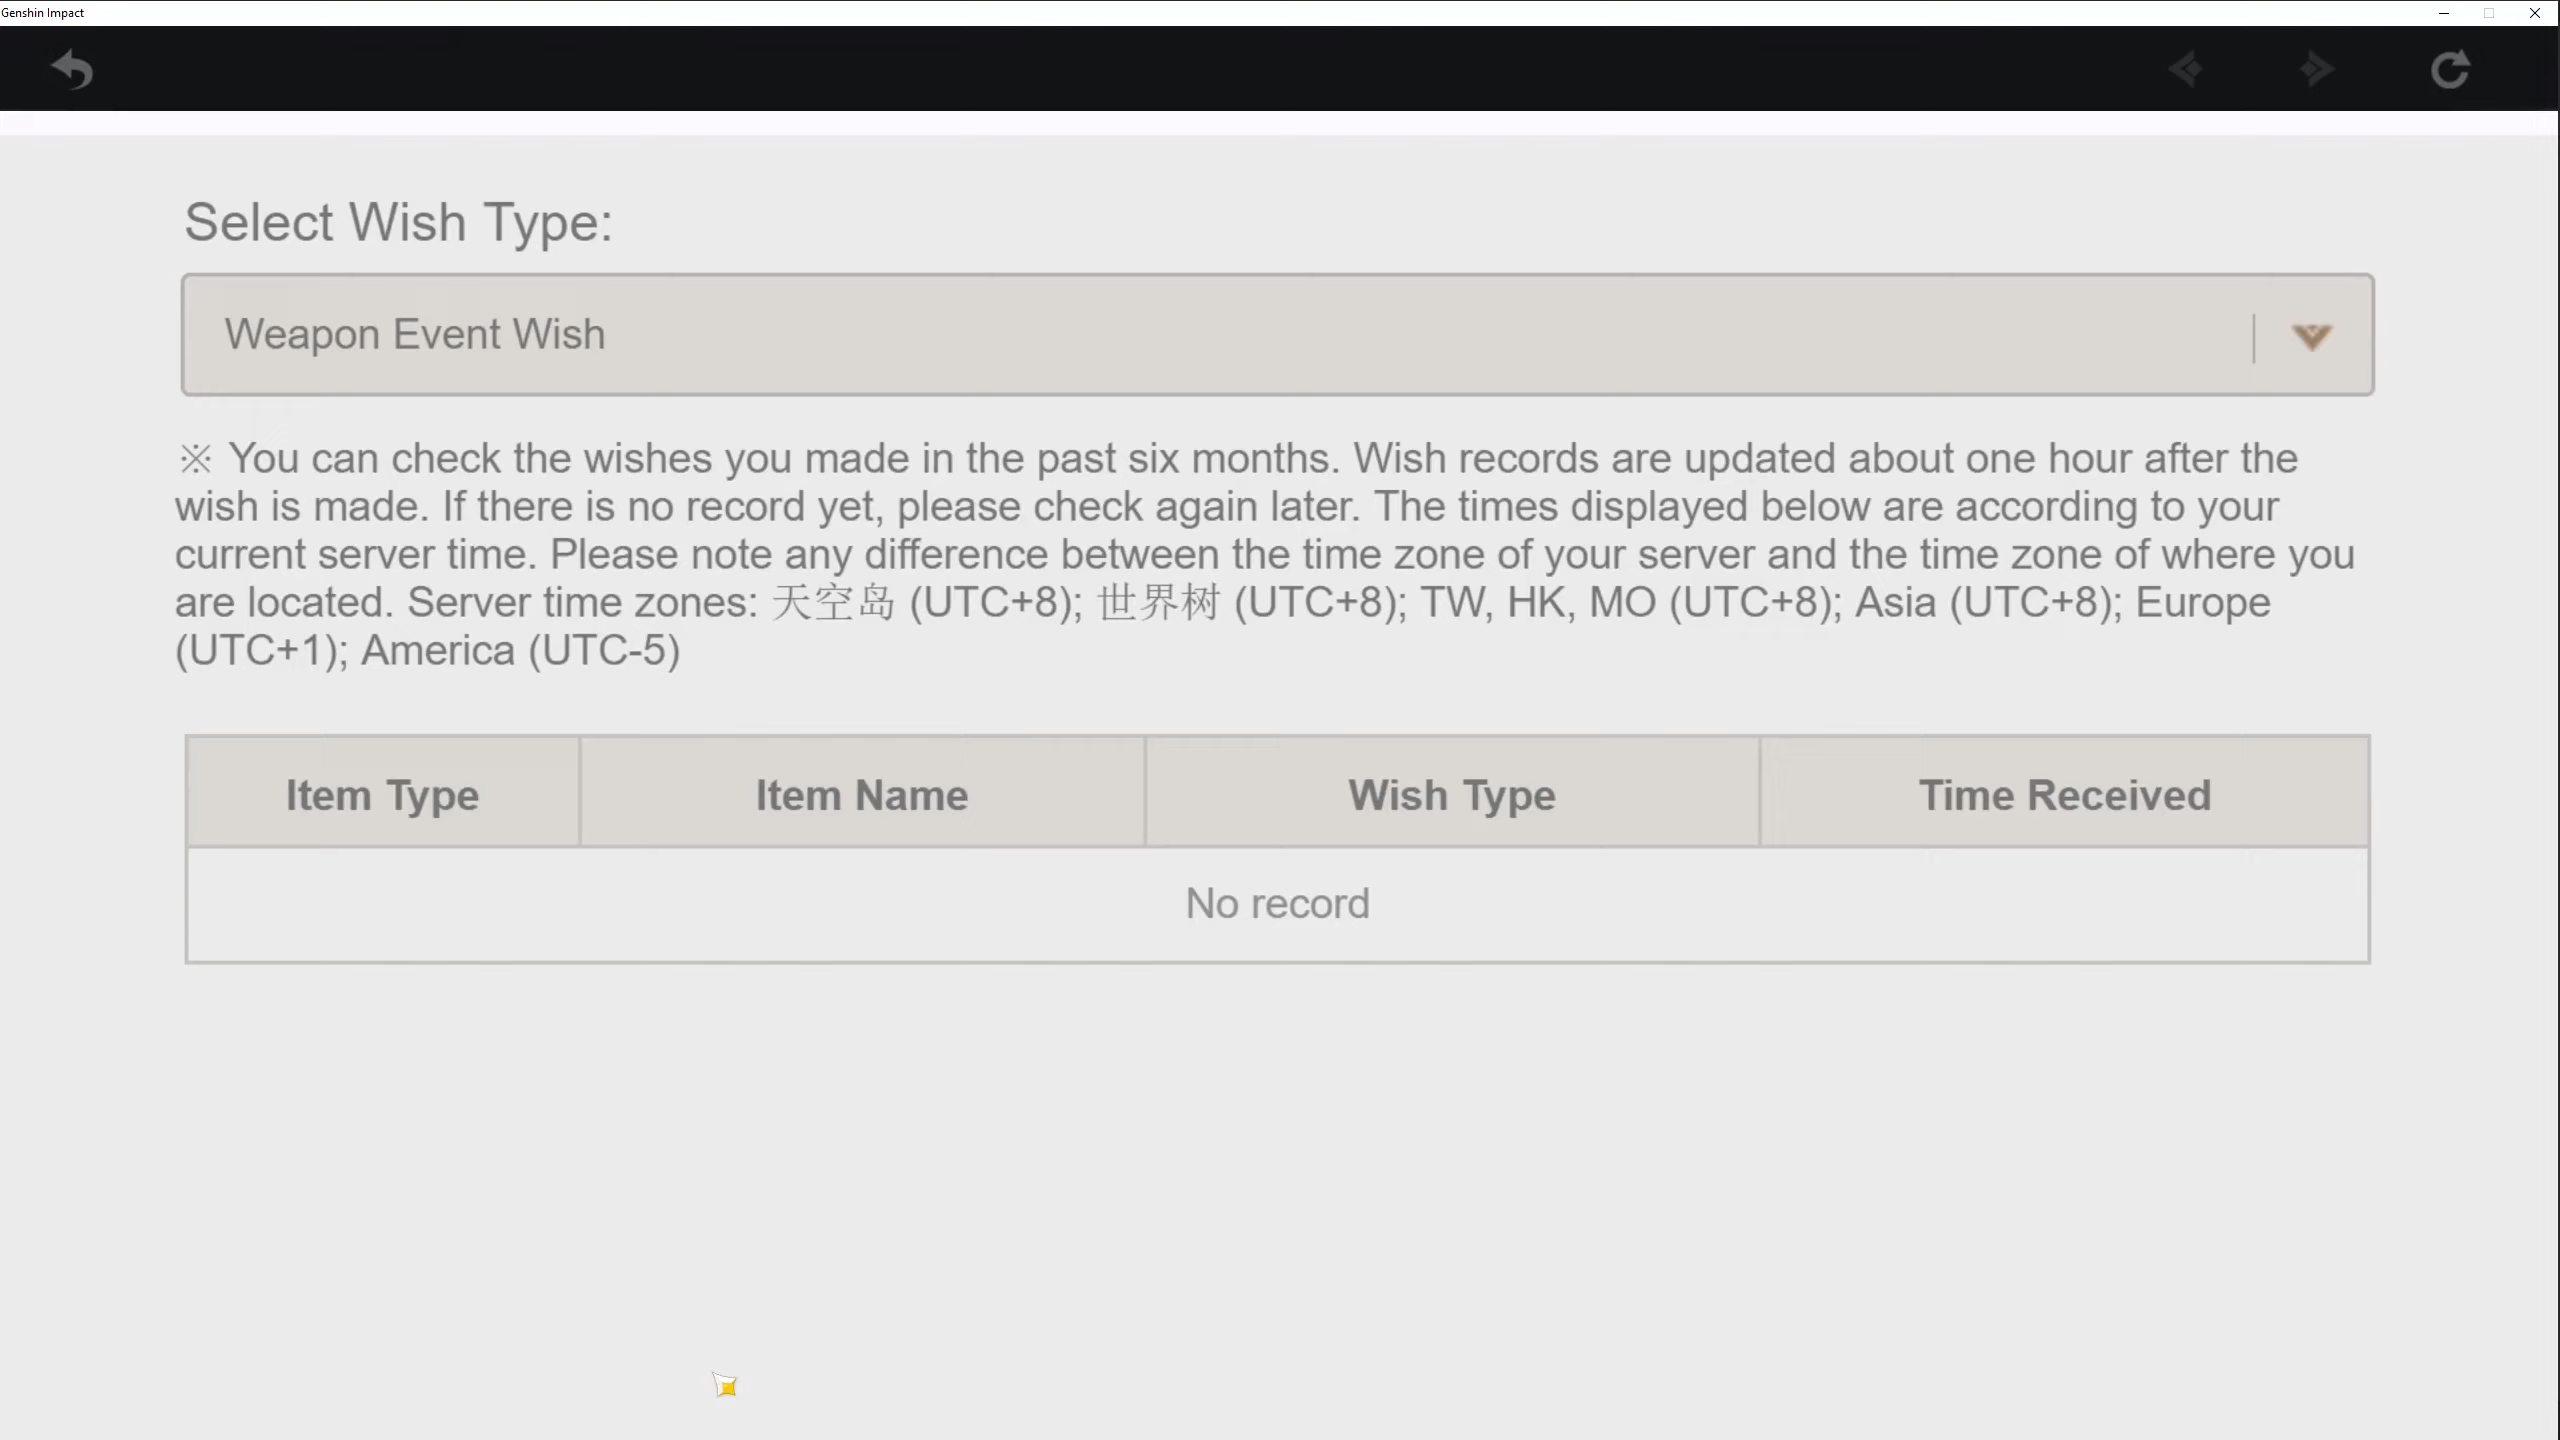 Genshin Impact
Select Wish Type:
Weapon Event Wish
※ You can check the wishes you made in the past six months. Wish records are updated about one hour after the
wish is made. If there is no record yet, please check again later. The times displayed below are according to your
current server time. Please note any difference between the time zone of your server and the time zone of where you
are located. Server time zones: 天空岛 (UTC+8); 世界树 (UTC+8); TW, HK, MO (UTC+8); Asia (UTC+8); Europe
(UTC+1); America (UTC-5)
Item Type Item Name Wish Type Time Received
No record